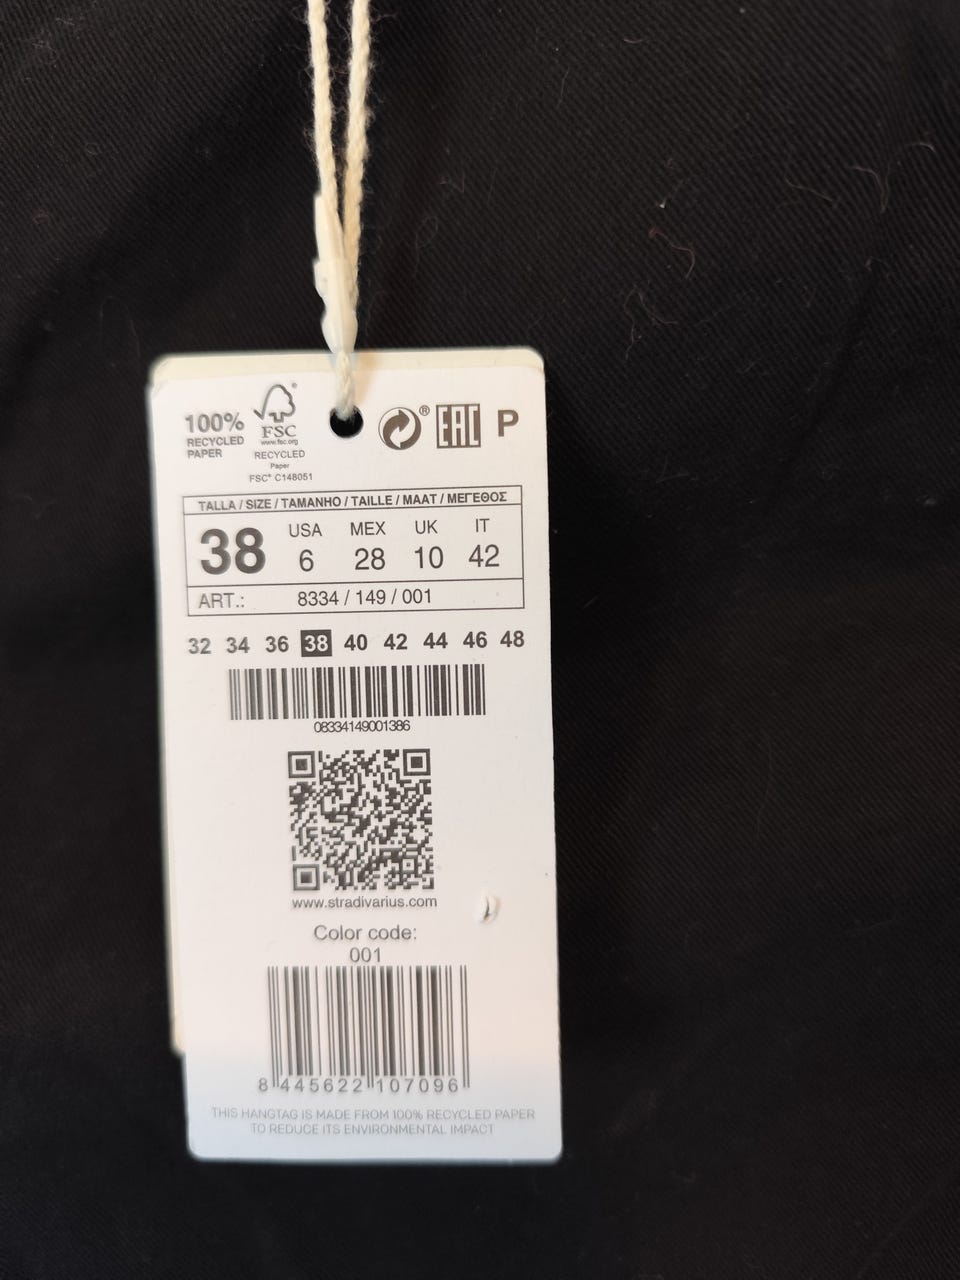 100%
RECYCLED
PAPER
FSC
www.fsc.org
RECYCLED
Paper
FSC® C148051
®
EAC
P
TALLA / SIZE / TAMANHO / TAILLE / MAAT / ΜΕΓΕΘΟΣ
38
USA MEX UK IT
6 28 10 42
ART.: 8334 / 149 / 001
32 34 36 38 40 42 44 46 48
08334149001386
www.stradivarius.com
Color code:
001
8 445622 107096
THIS HANGTAG IS MADE FROM 100% RECYCLED PAPER
TO REDUCE ITS ENVIRONMENTAL IMPACT